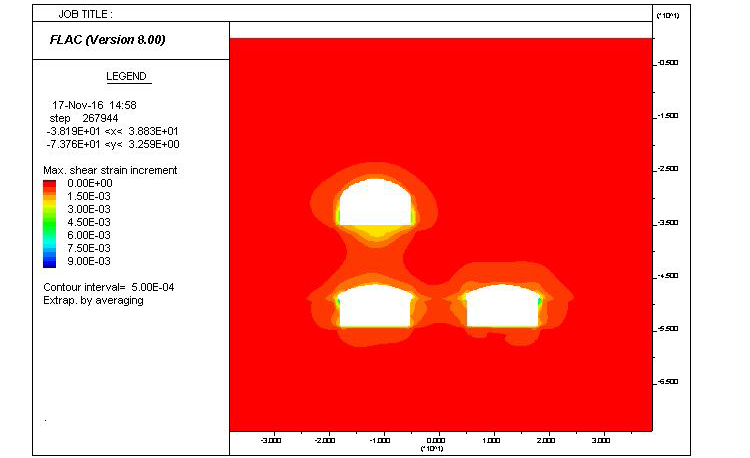 JOB TITLE :
FLAC (Version 8.00)
LEGEND
17-Nov-16 14:58
step 267944
-3.819E+01 <x< 3.883E+01
-7.376E+01 <y< 3.259E+00
Max. shear strain increment
0.00E+00
1.50E-03
3.00E-03
4.50E-03
6.00E-03
7.50E-03
9.00E-03
Contour interval= 5.00E-04
Extrap. by averaging
(*10^1)
-0.500
-1.500
-2.500
-3.500
-4.500
-5.500
-6.500
-3.000
-2.000
-1.000
0.000
1.000
2.000
3.000
(*10^1)